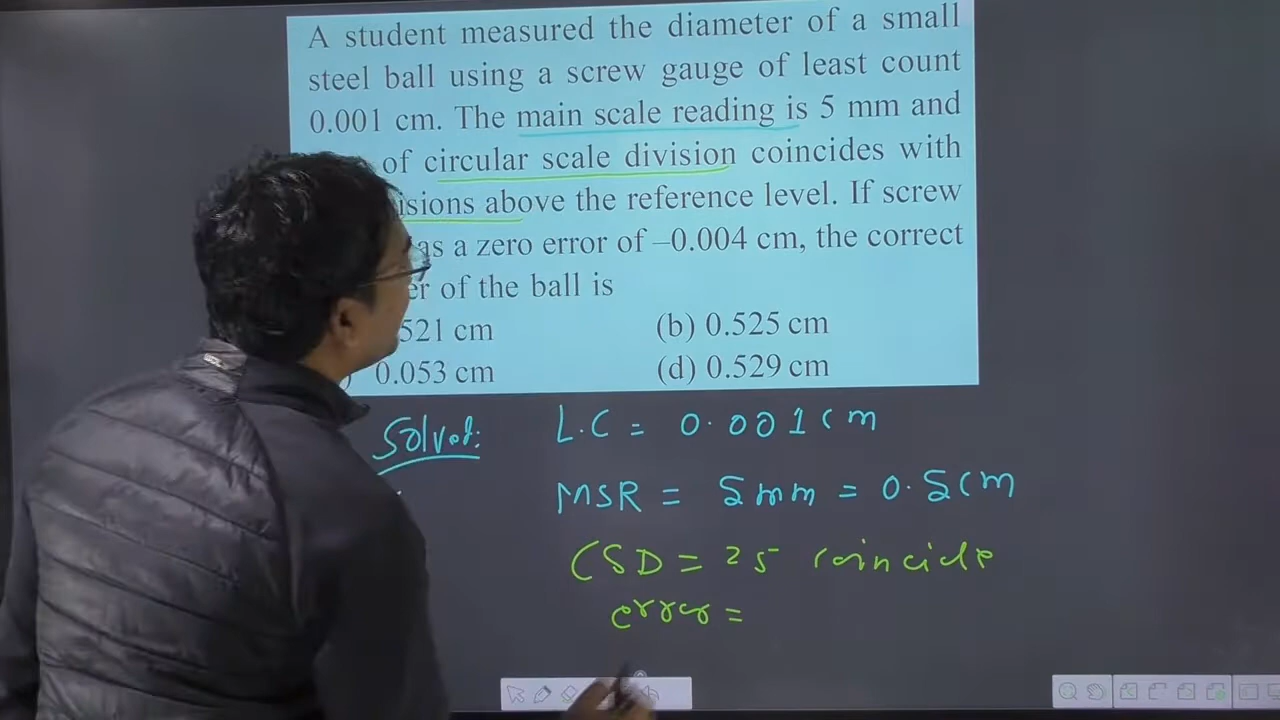 A student measured the diameter of a small
steel ball using a screw gauge of least count
0.001 cm. The main scale reading is 5 mm and
of circular scale division coincides with
isions above the reference level. If screw
as a zero error of –0.004 cm, the correct
er of the ball is
521 cm
(b) 0.525 cm
) 0.053 cm
(d) 0.529 cm
L.C = 0.001 cm
MSR = 5 mm = 0.5 cm
CSD = 25 coincide
error =